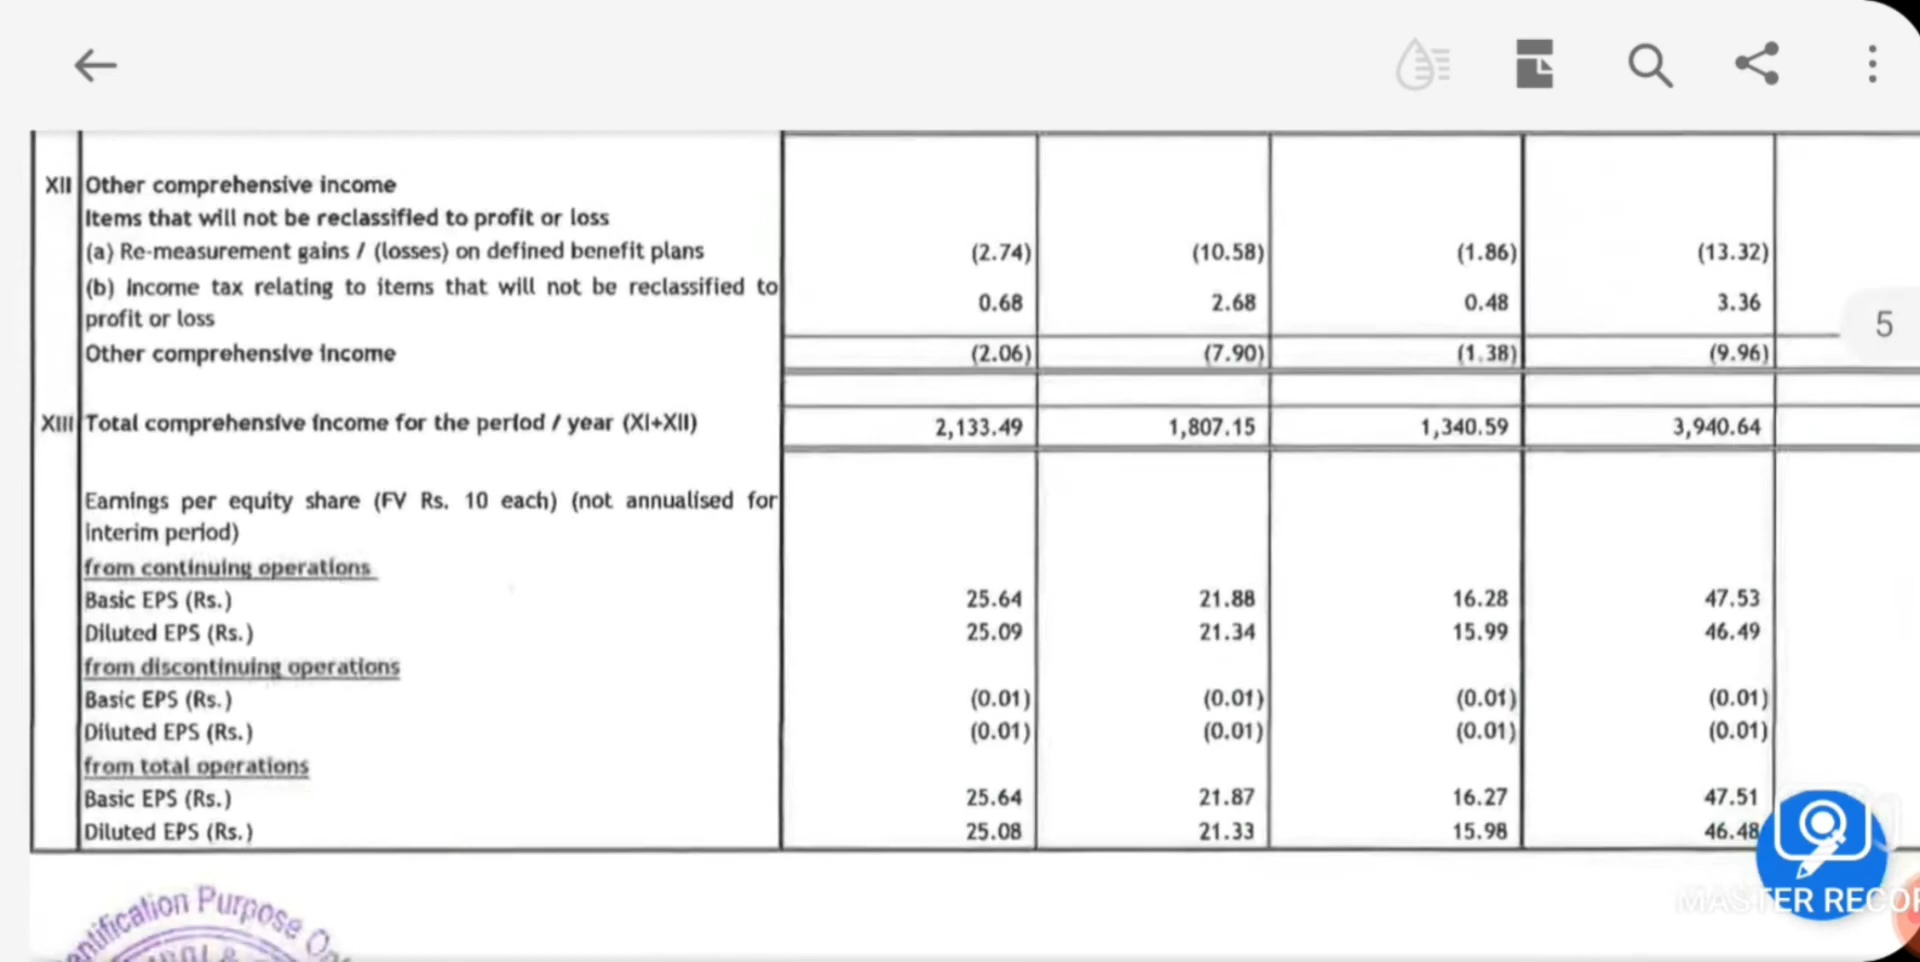 XII Other comprehensive income
Items that will not be reclassified to profit or loss
(a) Re-measurement gains / (losses) on defined benefit plans (2.74) (10.58) (1.86) (13.32)
(b) Income tax relating to items that will not be reclassified to
profit or loss 0.68 2.68 0.48 3.36
5
Other comprehensive income (2.06) (7.90) (1.38) (9.96)
XIII Total comprehensive income for the period / year (XI+XII) 2,133.49 1,807.15 1,340.59 3,940.64
Earnings per equity share (FV Rs. 10 each) (not annualised for
interim period)
from continuing operations
Basic EPS (Rs.) 25.64 21.88 16.28 47.53
Diluted EPS (Rs.) 25.09 21.34 15.99 46.49
from discontinuing operations
Basic EPS (Rs.) (0.01) (0.01) (0.01) (0.01)
Diluted EPS (Rs.) (0.01) (0.01) (0.01) (0.01)
from total operations
Basic EPS (Rs.) 25.64 21.87 16.27 47.51
Diluted EPS (Rs.) 25.08 21.33 15.98 46.48
MASTER RECOR
Purpose